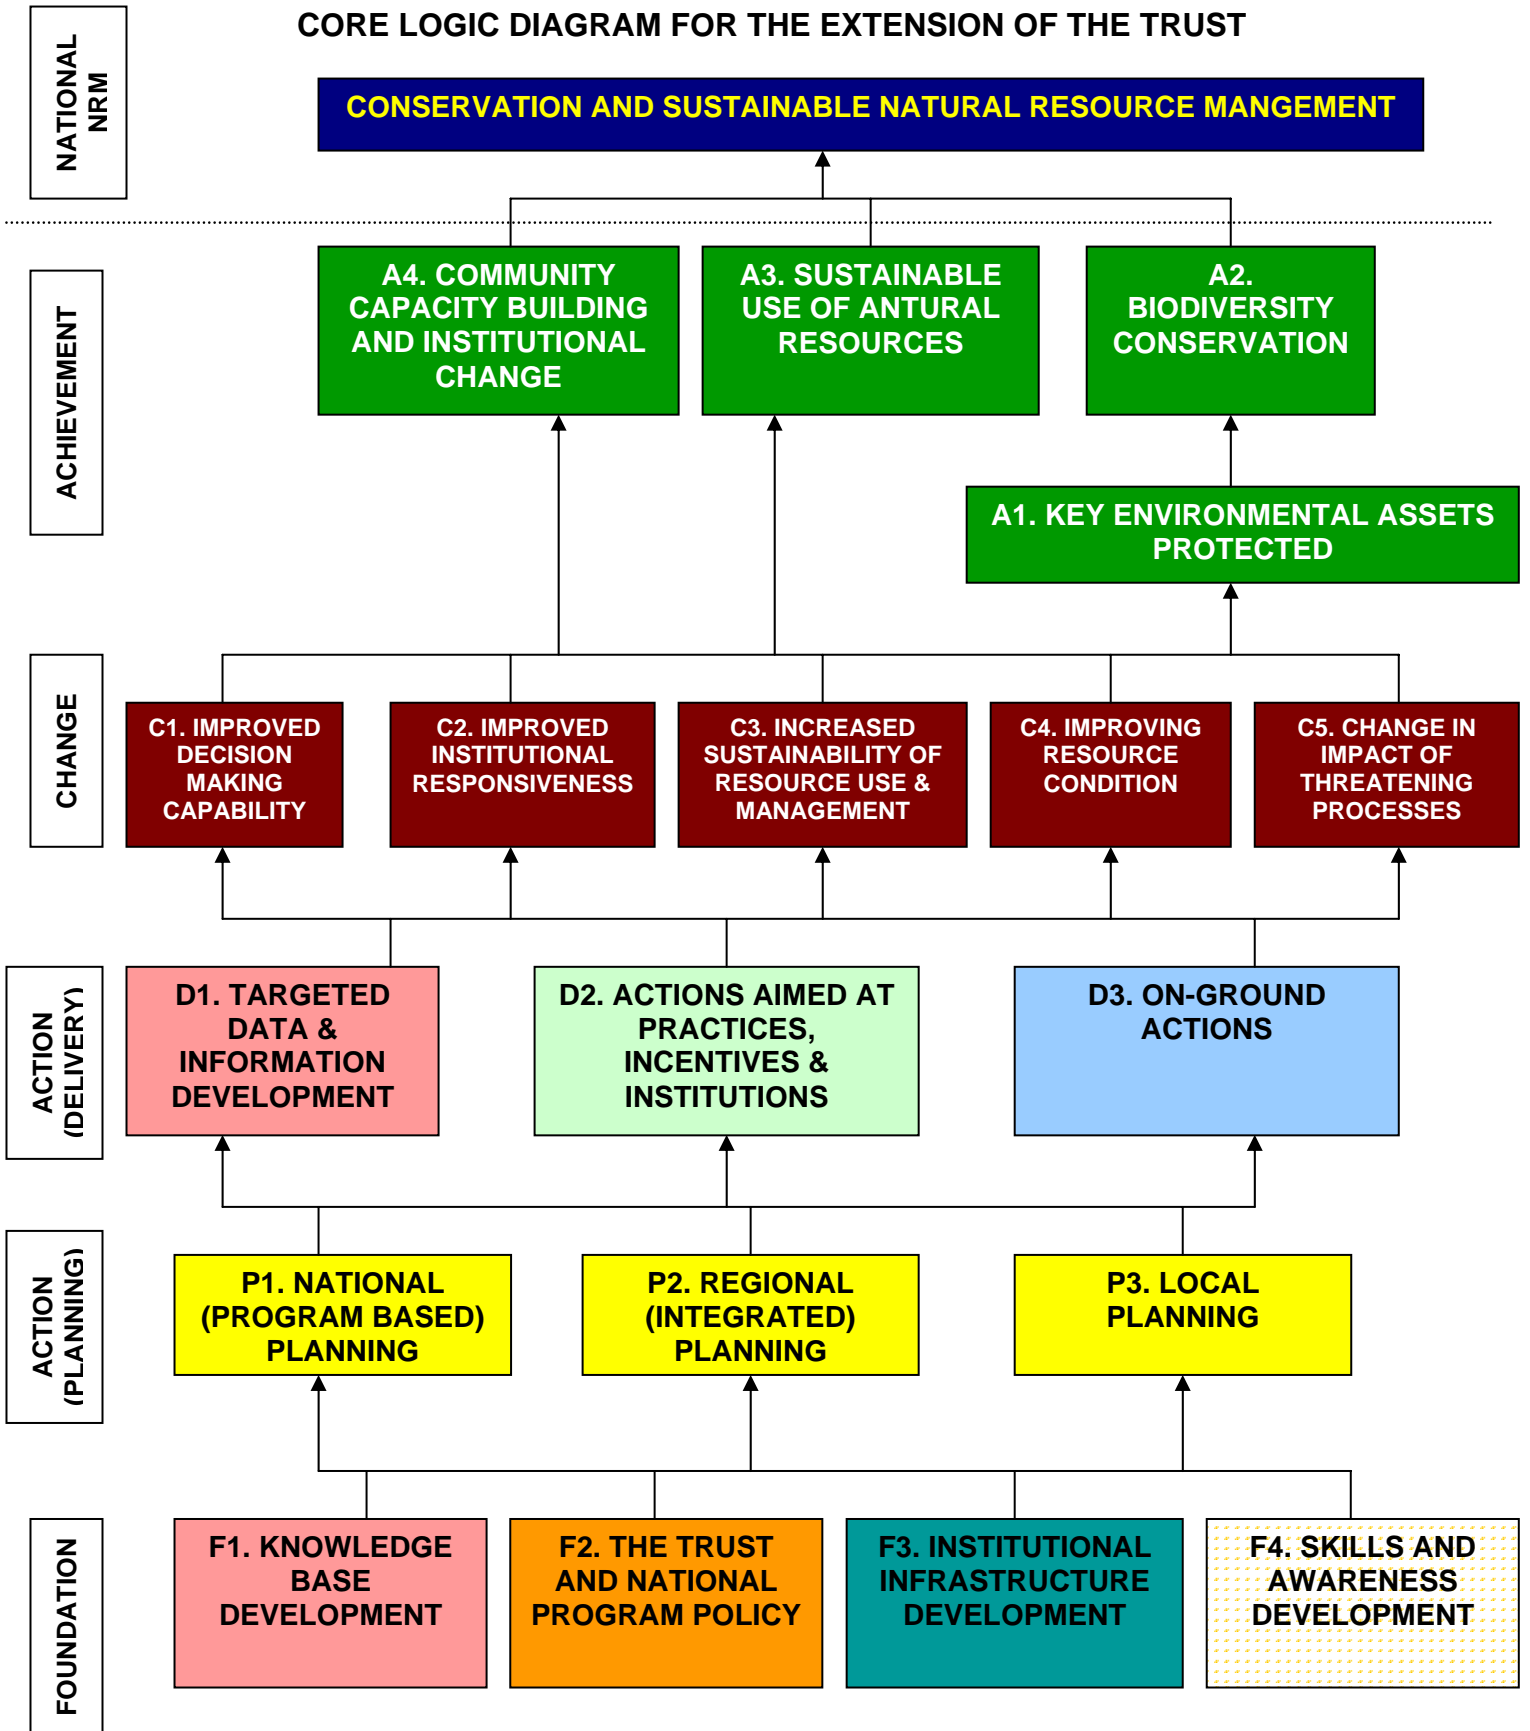 CORE LOGIC DIAGRAM FOR THE EXTENSION OF THE TRUST
NATIONAL
NRM
CONSERVATION AND SUSTAINABLE NATURAL RESOURCE MANGEMENT
ACHIEVEMENT
A4. COMMUNITY
CAPACITY BUILDING
AND INSTITUTIONAL
CHANGE
A3. SUSTAINABLE
USE OF ANTURAL
RESOURCES
A2.
BIODIVERSITY
CONSERVATION
A1. KEY ENVIRONMENTAL ASSETS
PROTECTED
CHANGE
C1. IMPROVED
DECISION
MAKING
CAPABILITY
C2. IMPROVED
INSTITUTIONAL
RESPONSIVENESS
C3. INCREASED
SUSTAINABILITY OF
RESOURCE USE &
MANAGEMENT
C4. IMPROVING
RESOURCE
CONDITION
C5. CHANGE IN
IMPACT OF
THREATENING
PROCESSES
ACTION
(DELIVERY)
D1. TARGETED
DATA &
INFORMATION
DEVELOPMENT
D2. ACTIONS AIMED AT
PRACTICES,
INCENTIVES &
INSTITUTIONS
D3. ON-GROUND
ACTIONS
ACTION
(PLANNING)
P1. NATIONAL
(PROGRAM BASED)
PLANNING
P2. REGIONAL
(INTEGRATED)
PLANNING
P3. LOCAL
PLANNING
FOUNDATION
F1. KNOWLEDGE
BASE
DEVELOPMENT
F2. THE TRUST
AND NATIONAL
PROGRAM POLICY
F3. INSTITUTIONAL
INFRASTRUCTURE
DEVELOPMENT
F4. SKILLS AND
AWARENESS
DEVELOPMENT